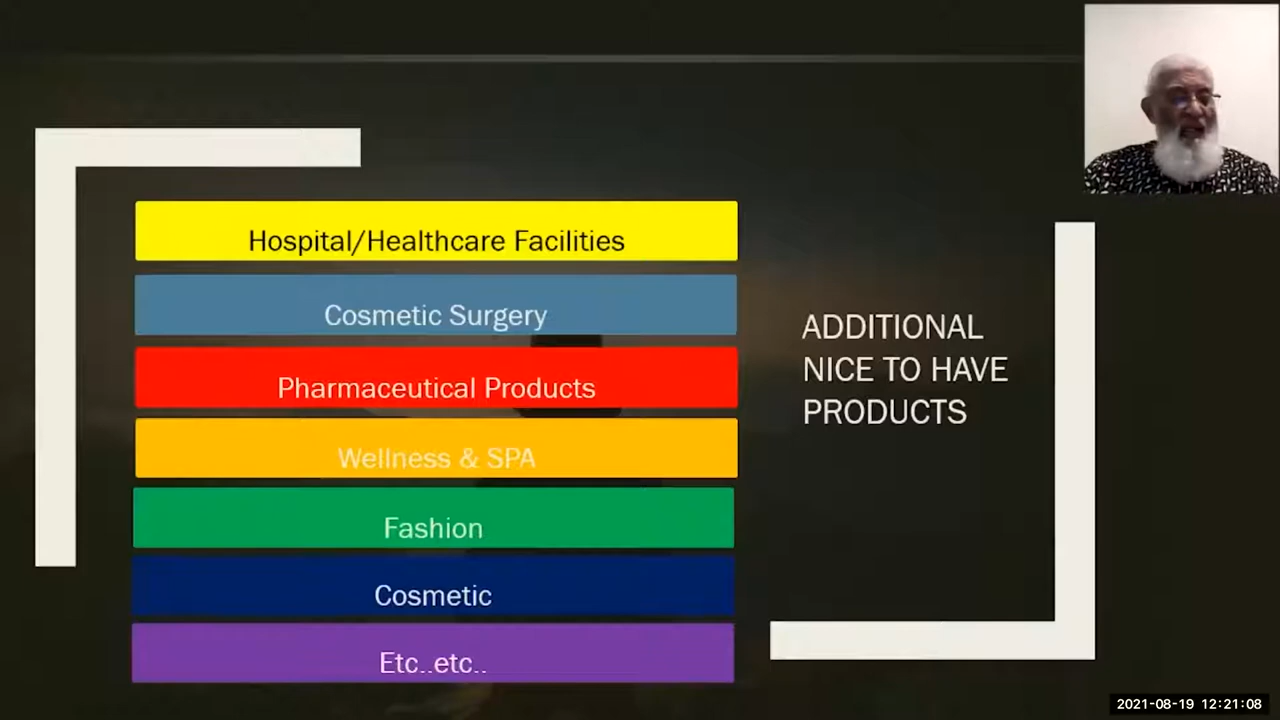 Hospital/Healthcare Facilities
Cosmetic Surgery
Pharmaceutical Products
Wellness & SPA
Fashion
Cosmetic
Etc..etc..
ADDITIONAL
NICE TO HAVE
PRODUCTS
2021-08-19 12:21:08